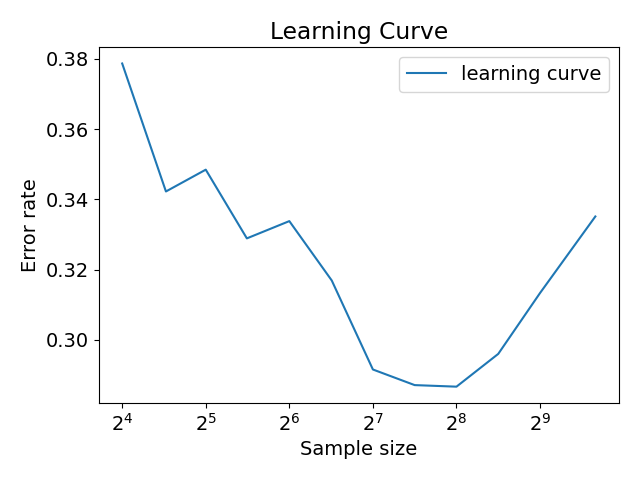 Learning Curve
learning curve
Error rate
0.38
0.36
0.34
0.32
0.30
2⁴ 2⁵ 2⁶ 2⁷ 2⁸ 2⁹
Sample size